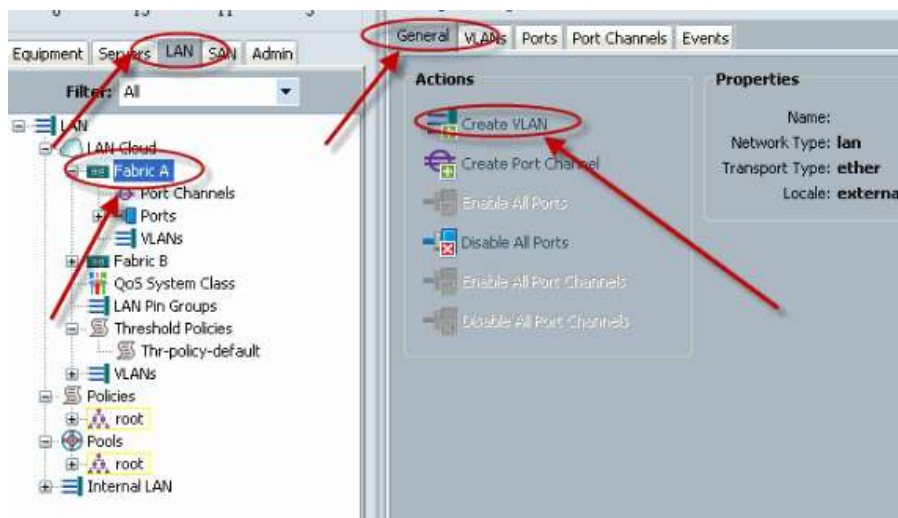 Equipment Servers LAN SAN Admin
Filter: All
LAN
LAN Cloud
Fabric A
Port Channels
Ports
VLANs
Fabric B
QoS System Class
LAN Pin Groups
Threshold Policies
Thr-policy-default
VLANs
Policies
root
Pools
root
Internal LAN
General VLANs Ports Port Channels Events
Actions
Create VLAN
Create Port Channel
Enable All Ports
Disable All Ports
Enable All Port Channels
Disable All Port Channels
Properties
Name:
Network Type: lan
Transport Type: ether
Locale: externa